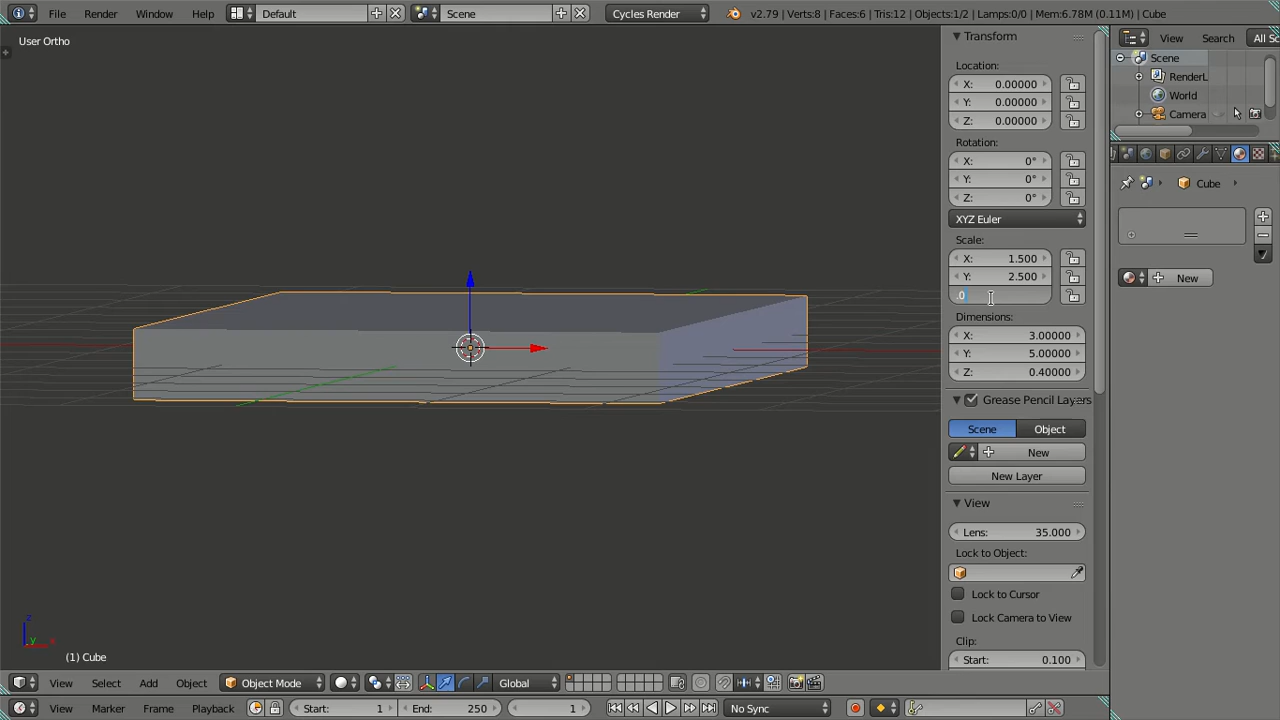 File Render Window Help Default Scene Cycles Render v2.79 | Verts:8 | Faces:6 | Tris:12 | Objects:1/2 | Lamps:0/0 | Mem:6.78M (0.11M) | Cube
User Ortho
Transform
Location:
X: 0.00000
Y: 0.00000
Z: 0.00000
Rotation:
X: 0°
Y: 0°
Z: 0°
XYZ Euler
Scale:
X: 1.500
Y: 2.500
.0
Dimensions:
X: 3.00000
Y: 5.00000
Z: 0.40000
Grease Pencil Layers
Scene Object
New
New Layer
View
Lens: 35.000
Lock to Object:
Lock to Cursor
Lock Camera to View
Clip:
Start: 0.100
View Search All Sc
Scene
RenderL
World
Camera
Cube
New
z
y x
(1) Cube
View Select Add Object Object Mode Global
View Marker Frame Playback Start: 1 End: 250 1 No Sync